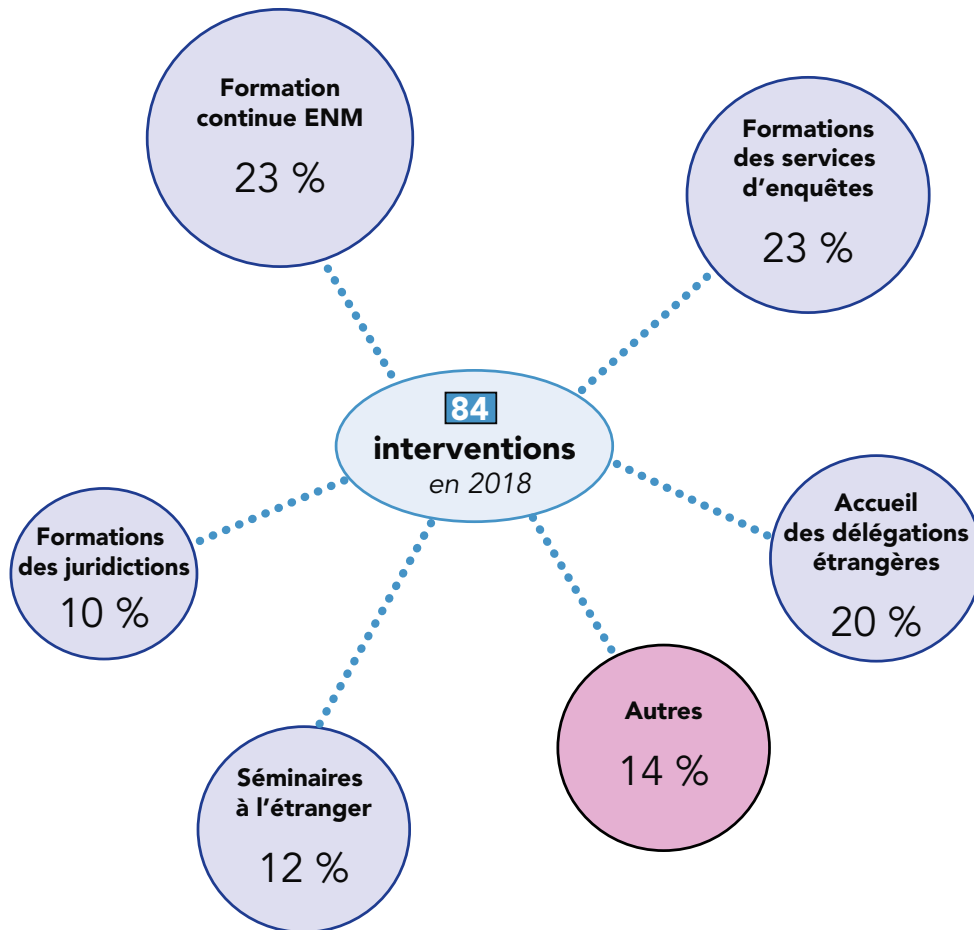 Formation
continue ENM
23 %
Formations
des services
d'enquêtes
23 %
84
interventions
en 2018
Formations
des juridictions
10 %
Accueil
des délégations
étrangères
20 %
Autres
14 %
Séminaires
à l'étranger
12 %